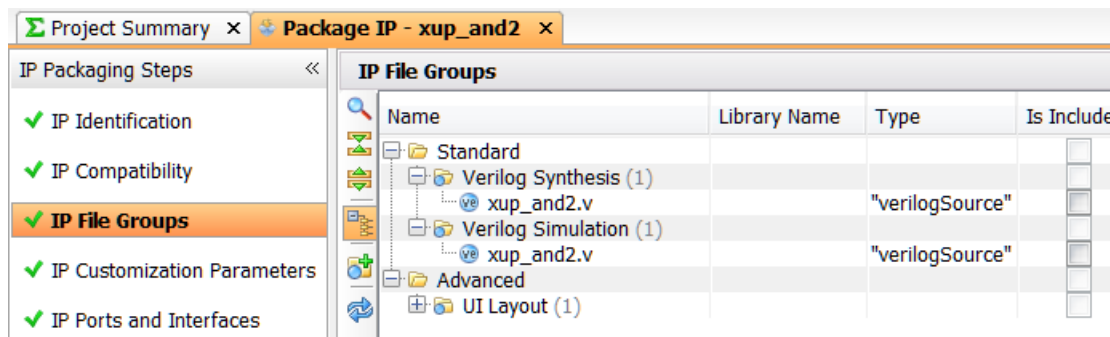 Project Summary × Package IP - xup_and2 ×
IP Packaging Steps «
IP File Groups
IP Identification
IP Compatibility
IP File Groups
IP Customization Parameters
IP Ports and Interfaces
Name Library Name Type Is Include
Standard
Verilog Synthesis (1)
xup_and2.v "verilogSource"
Verilog Simulation (1)
xup_and2.v "verilogSource"
Advanced
UI Layout (1)